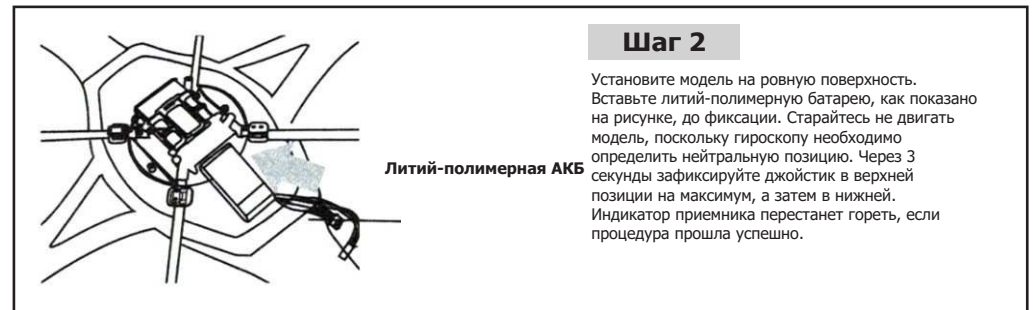 Шаг 2
Литий-полимерная АКБ
Установите модель на ровную поверхность.
Вставьте литий-полимерную батарею, как показано
на рисунке, до фиксации. Старайтесь не двигать
модель, поскольку гироскопу необходимо
определить нейтральную позицию. Через 3
секунды зафиксируйте джойстик в верхней
позиции на максимум, а затем в нижней.
Индикатор приемника перестанет гореть, если
процедура прошла успешно.